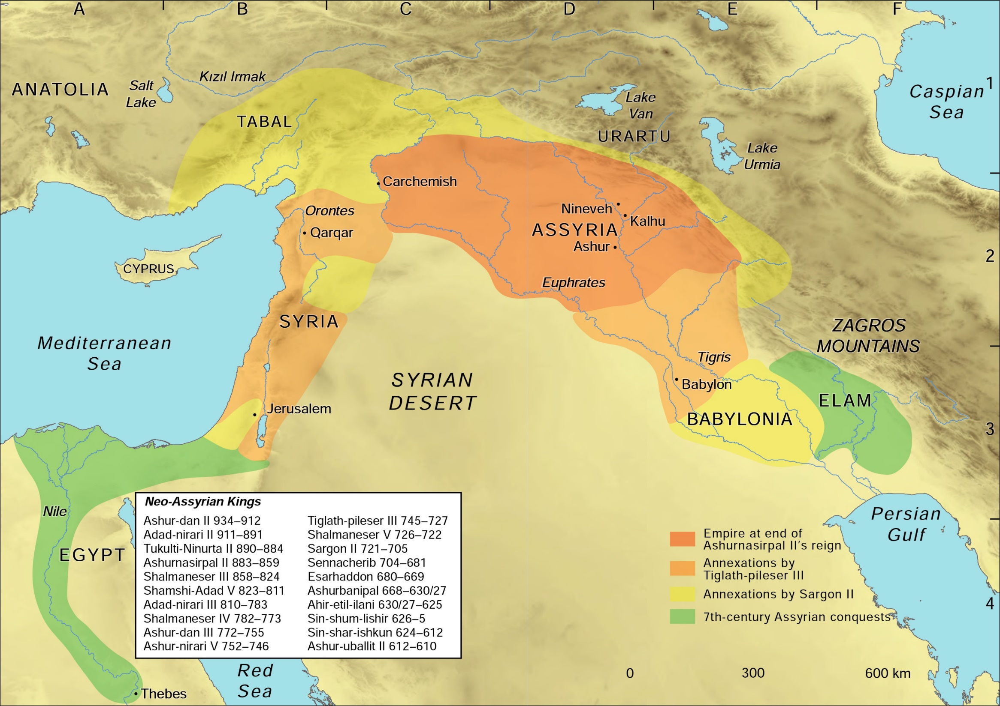 A
B
C
D
E
F
1
2
3
4
ANATOLIA
Salt
Lake
Kızıl Irmak
TABAL
Lake
Van
URARTU
Lake
Urmia
Caspian
Sea
Carchemish
Orontes
Qarqar
Nineveh
Kalhu
ASSYRIA
Ashur
CYPRUS
Euphrates
SYRIA
Mediterranean
Sea
ZAGROS
MOUNTAINS
Tigris
SYRIAN
DESERT
Babylon
BABYLONIA
ELAM
Jerusalem
Nile
EGYPT
Persian
Gulf
Red
Sea
Thebes
Neo-Assyrian Kings
Ashur-dan II 934–912
Adad-nirari II 911–891
Tukulti-Ninurta II 890–884
Ashurnasirpal II 883–859
Shalmaneser III 858–824
Shamshi-Adad V 823–811
Adad-nirari III 810–783
Shalmaneser IV 782–773
Ashur-dan III 772–755
Ashur-nirari V 752–746
Tiglath-pileser III 745–727
Shalmaneser V 726–722
Sargon II 721–705
Sennacherib 704–681
Esarhaddon 680–669
Ashurbanipal 668–630/27
Ahir-etil-ilani 630/27–625
Sin-shum-lishir 626–5
Sin-shar-ishkun 624–612
Ashur-uballit II 612–610
Empire at end of
Ashurnasirpal II's reign
Annexations by
Tiglath-pileser III
Annexations by Sargon II
7th-century Assyrian conquests
0 300 600 km